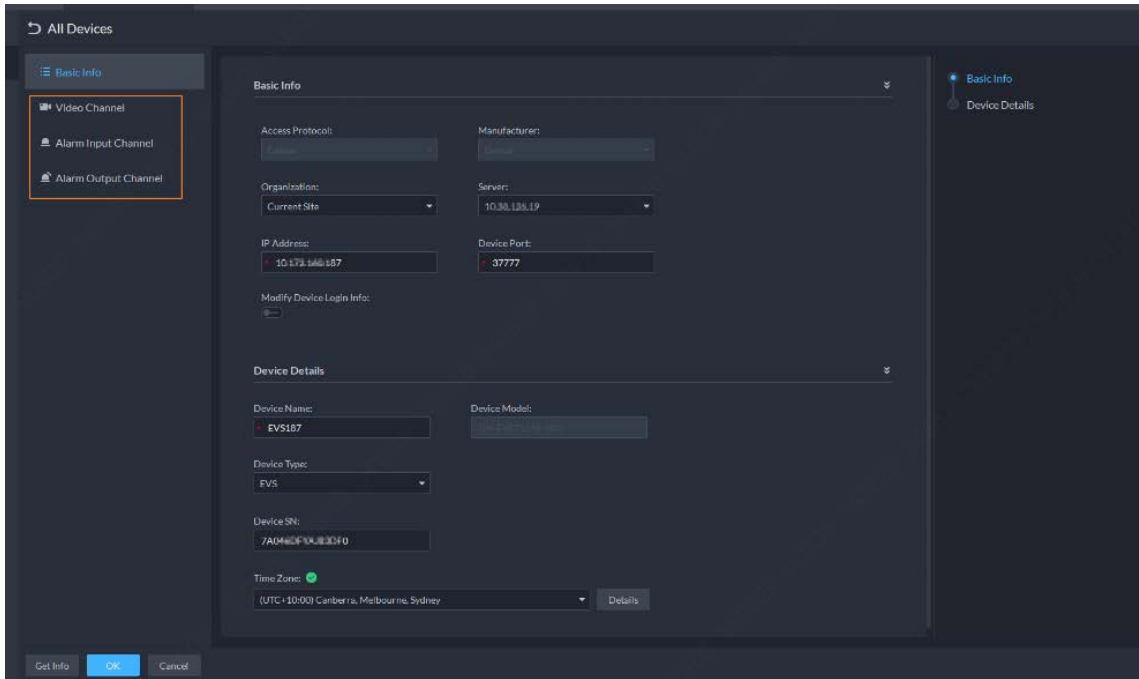 All Devices
Basic Info
Video Channel
Alarm Input Channel
Alarm Output Channel
Basic Info
Access Protocol:
Manufacturer:
Organization:
Server:
Current Site
IP Address:
Device Port:
* 37777
Modify Device Login Info:
Device Details
Device Name:
Device Model:
* EVS187
Device Type:
EVS
Device SN:
Time Zone:
(UTC+10:00) Canberra, Melbourne, Sydney
Details
Basic Info
Device Details
Get Info
OK
Cancel